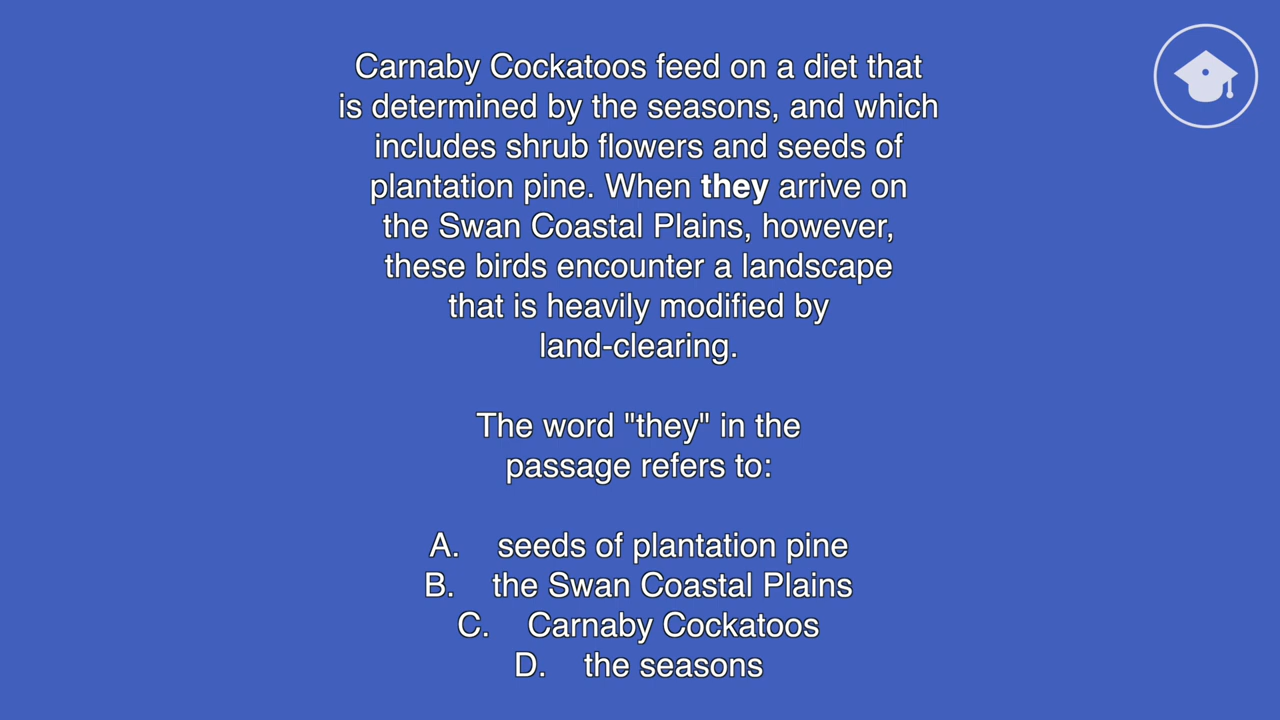 Carnaby Cockatoos feed on a diet that
is determined by the seasons, and which
includes shrub flowers and seeds of
plantation pine. When they arrive on
the Swan Coastal Plains, however,
these birds encounter a landscape
that is heavily modified by
land-clearing.
The word "they" in the
passage refers to:
A. seeds of plantation pine
B. the Swan Coastal Plains
C. Carnaby Cockatoos
D. the seasons